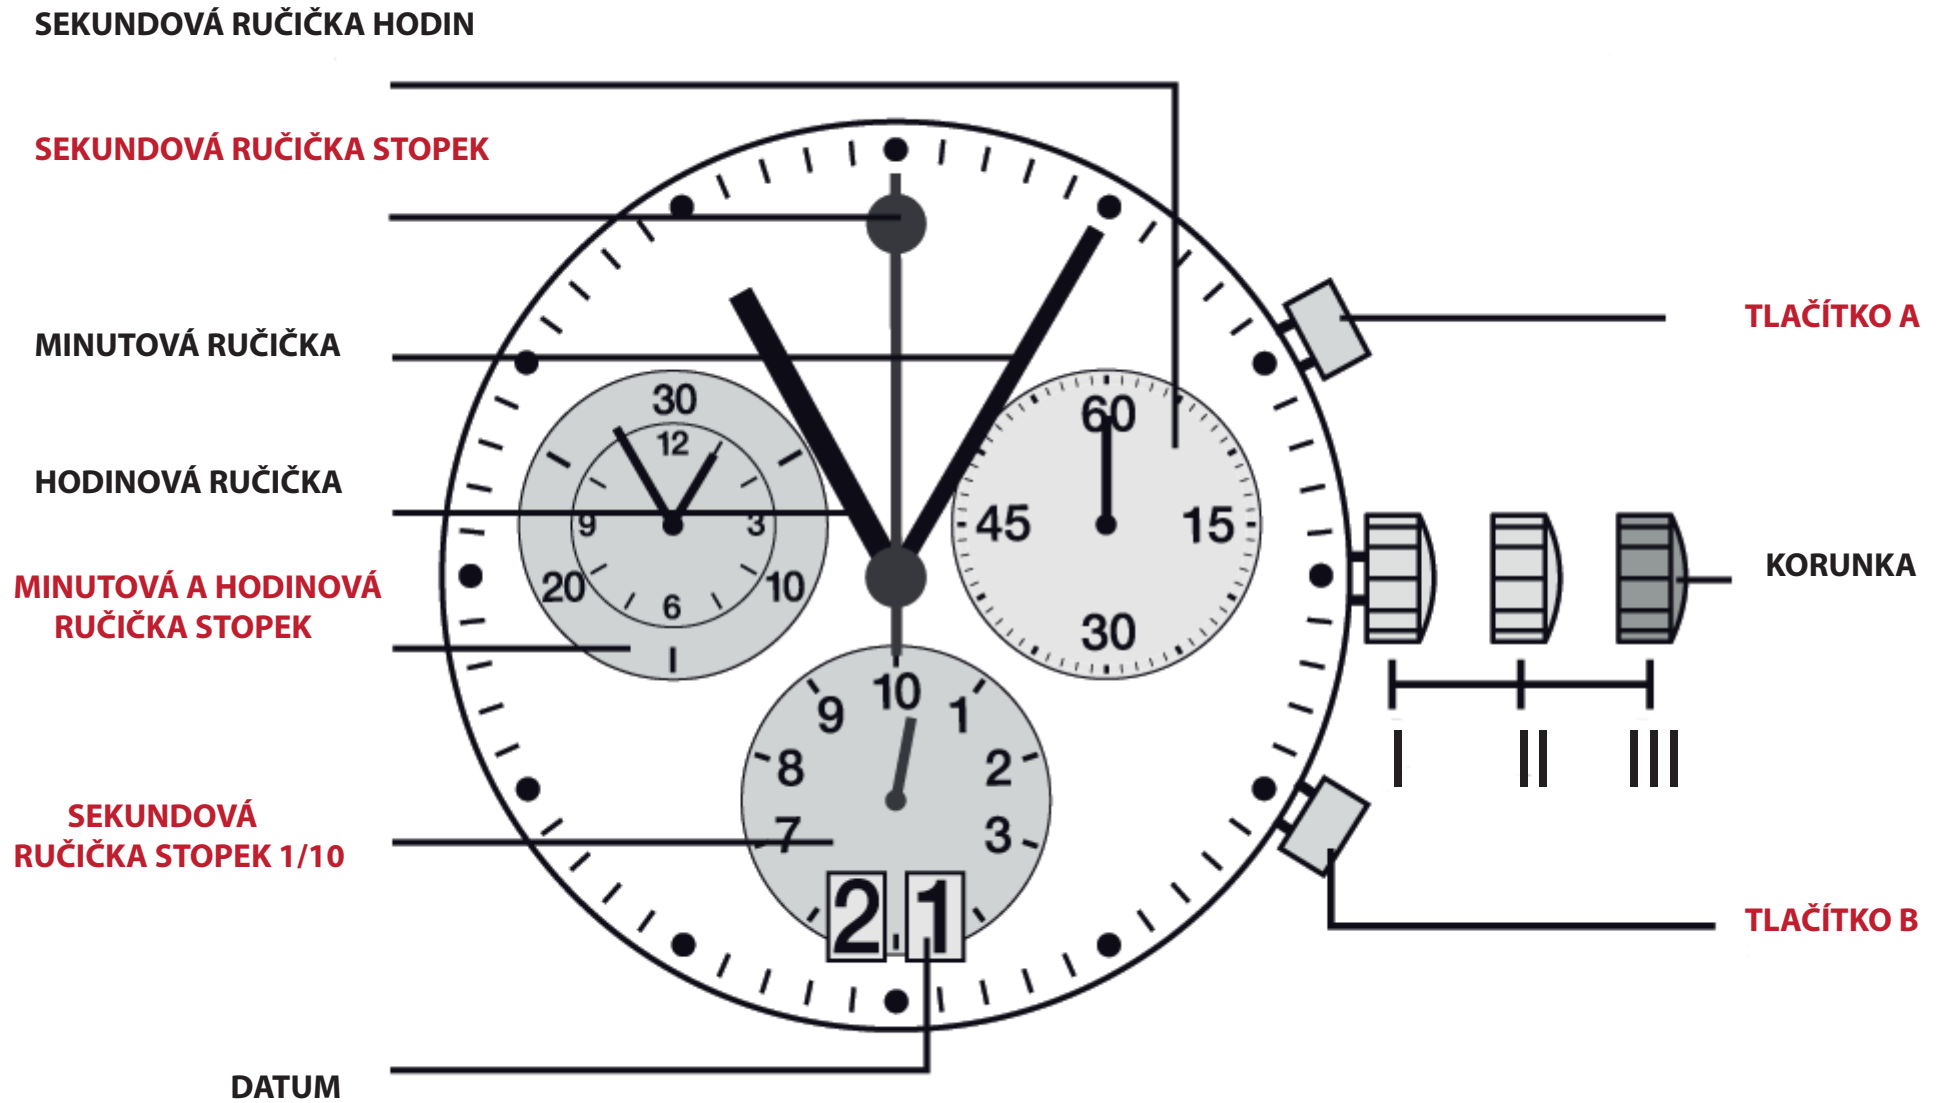 SEKUNDOVÁ RUČIČKA HODIN
SEKUNDOVÁ RUČIČKA STOPEK
MINUTOVÁ RUČIČKA
HODINOVÁ RUČIČKA
MINUTOVÁ A HODINOVÁ
RUČIČKA STOPEK
SEKUNDOVÁ
RUČIČKA STOPEK 1/10
DATUM
30
12
9
3
20
10
6
60
45
15
30
10
9
1
8
2
7
3
2 1
TLAČÍTKO A
KORUNKA
I II III
TLAČÍTKO B